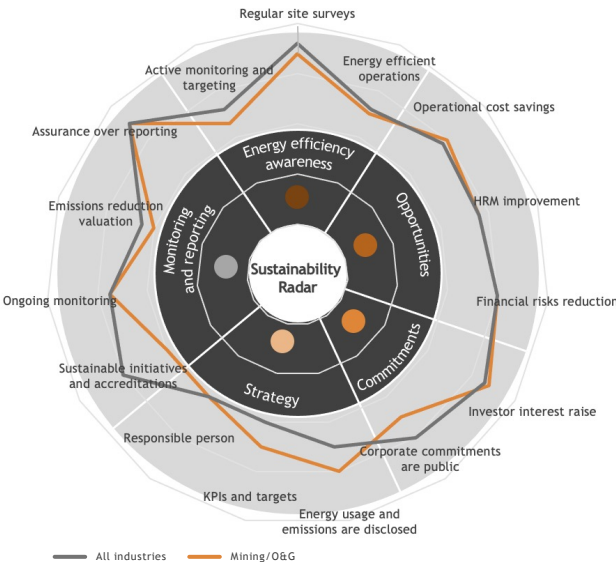 Regular site surveys
Energy efficient
operations
Active monitoring and
targeting
Operational cost savings
Assurance over reporting
Energy efficiency
awareness
HRM improvement
Emissions reduction
valuation
Monitoring
and reporting
Opportunities
Sustainability
Radar
Financial risks reduction
Ongoing monitoring
Commitments
Sustainable initiatives
and accreditations
Strategy
Investor interest raise
Responsible person
Corporate commitments
are public
KPIs and targets
Energy usage and
emissions are disclosed
All industries
Mining/O&G